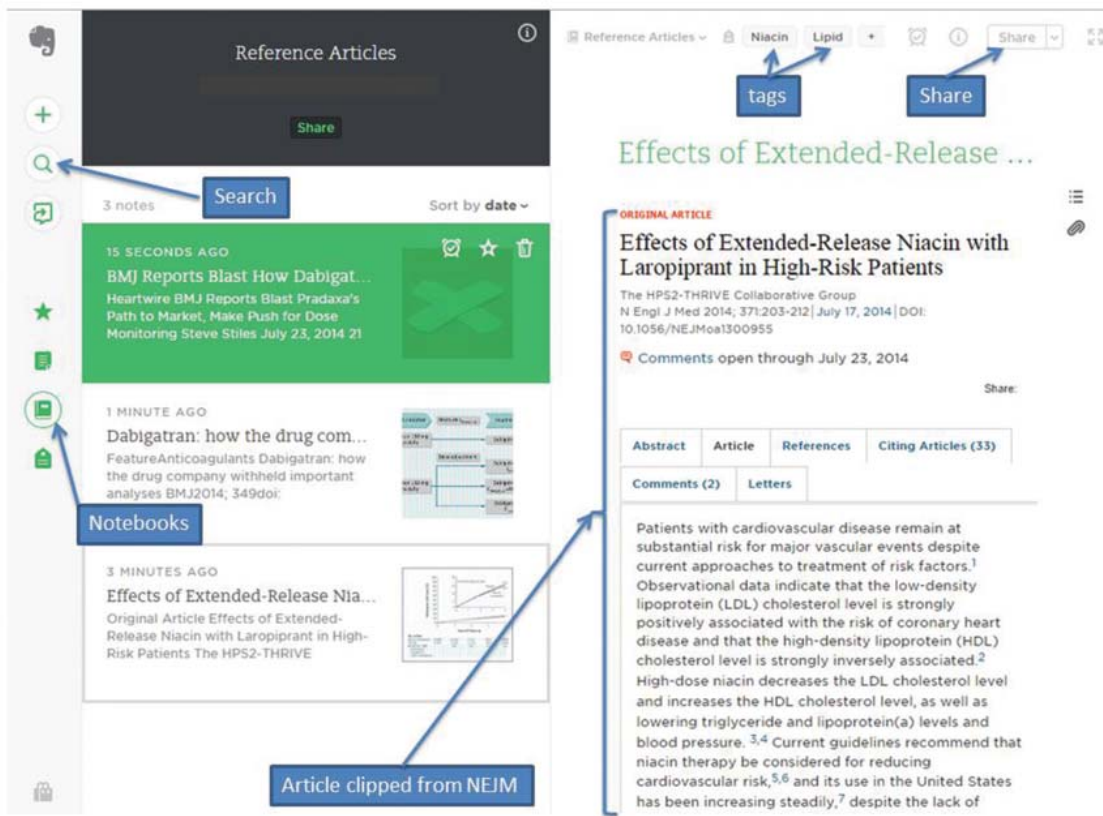 Reference Articles
Share
Search
3 notes
Sort by date
15 SECONDS AGO
BMJ Reports Blast How Dabigat...
Heartwire BMJ Reports Blast Pradaxa's
Path to Market, Make Push for Dose
Monitoring Steve Stiles July 23, 2014 21
1 MINUTE AGO
Dabigatran: how the drug com...
FeatureAnticoagulants Dabigatran: how
the drug company withheld important
analyses BMJ2014; 349doi:
Notebooks
3 MINUTES AGO
Effects of Extended-Release Nia...
Original Article Effects of Extended-
Release Niacin with Laropiprant in High-
Risk Patients The HPS2-THRIVE
Article clipped from NEJM
Reference Articles Niacin Lipid + Share
tags
Share
Effects of Extended-Release ...
ORIGINAL ARTICLE
Effects of Extended-Release Niacin with
Laropiprant in High-Risk Patients
The HPS2-THRIVE Collaborative Group
N Engl J Med 2014; 371:203-212| July 17, 2014| DOI:
10.1056/NEJMoa1300955
Comments open through July 23, 2014
Share:
Abstract Article References Citing Articles (33)
Comments (2) Letters
Patients with cardiovascular disease remain at
substantial risk for major vascular events despite
current approaches to treatment of risk factors.1
Observational data indicate that the low-density
lipoprotein (LDL) cholesterol level is strongly
positively associated with the risk of coronary heart
disease and that the high-density lipoprotein (HDL)
cholesterol level is strongly inversely associated.2
High-dose niacin decreases the LDL cholesterol level
and increases the HDL cholesterol level, as well as
lowering triglyceride and lipoprotein(a) levels and
blood pressure. 3,4 Current guidelines recommend that
niacin therapy be considered for reducing
cardiovascular risk,5,6 and its use in the United States
has been increasing steadily,7 despite the lack of